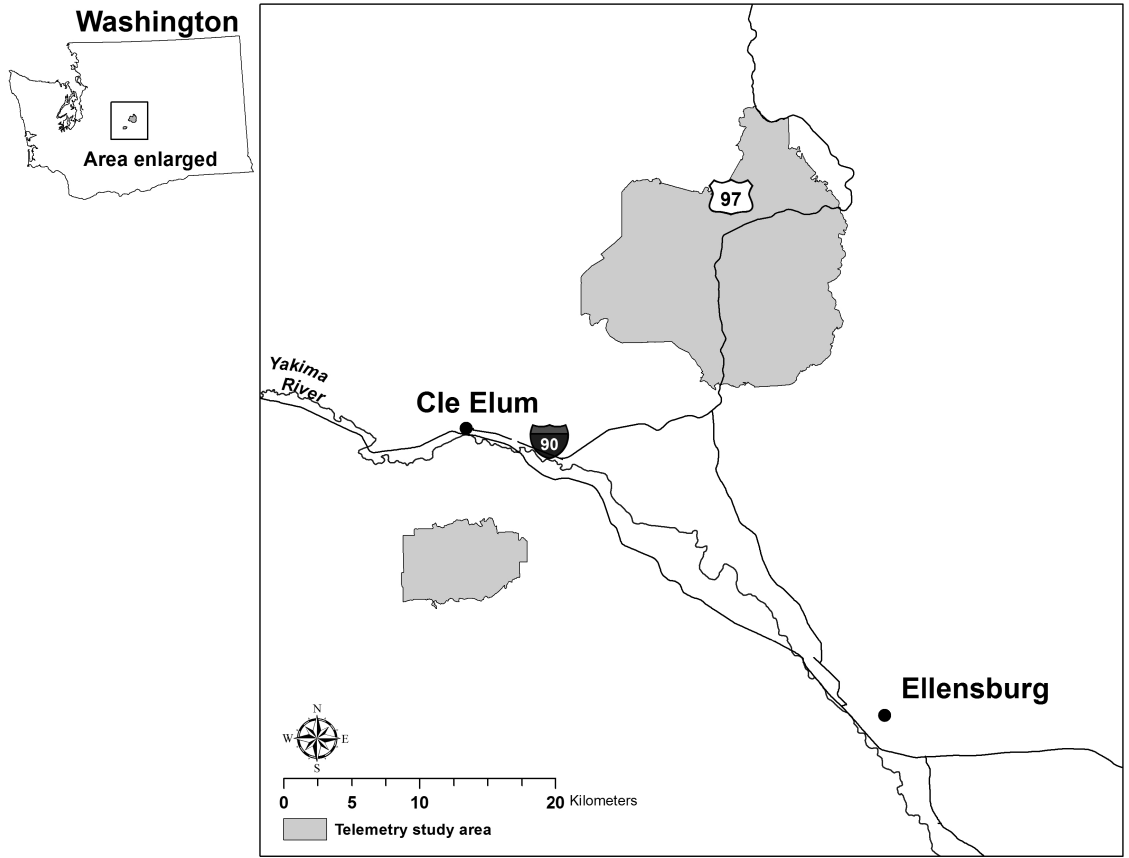 Washington
Area enlarged
97
Yakima
River
Cle Elum
90
Ellensburg
N
W E
S
0 5 10 20 Kilometers
Telemetry study area